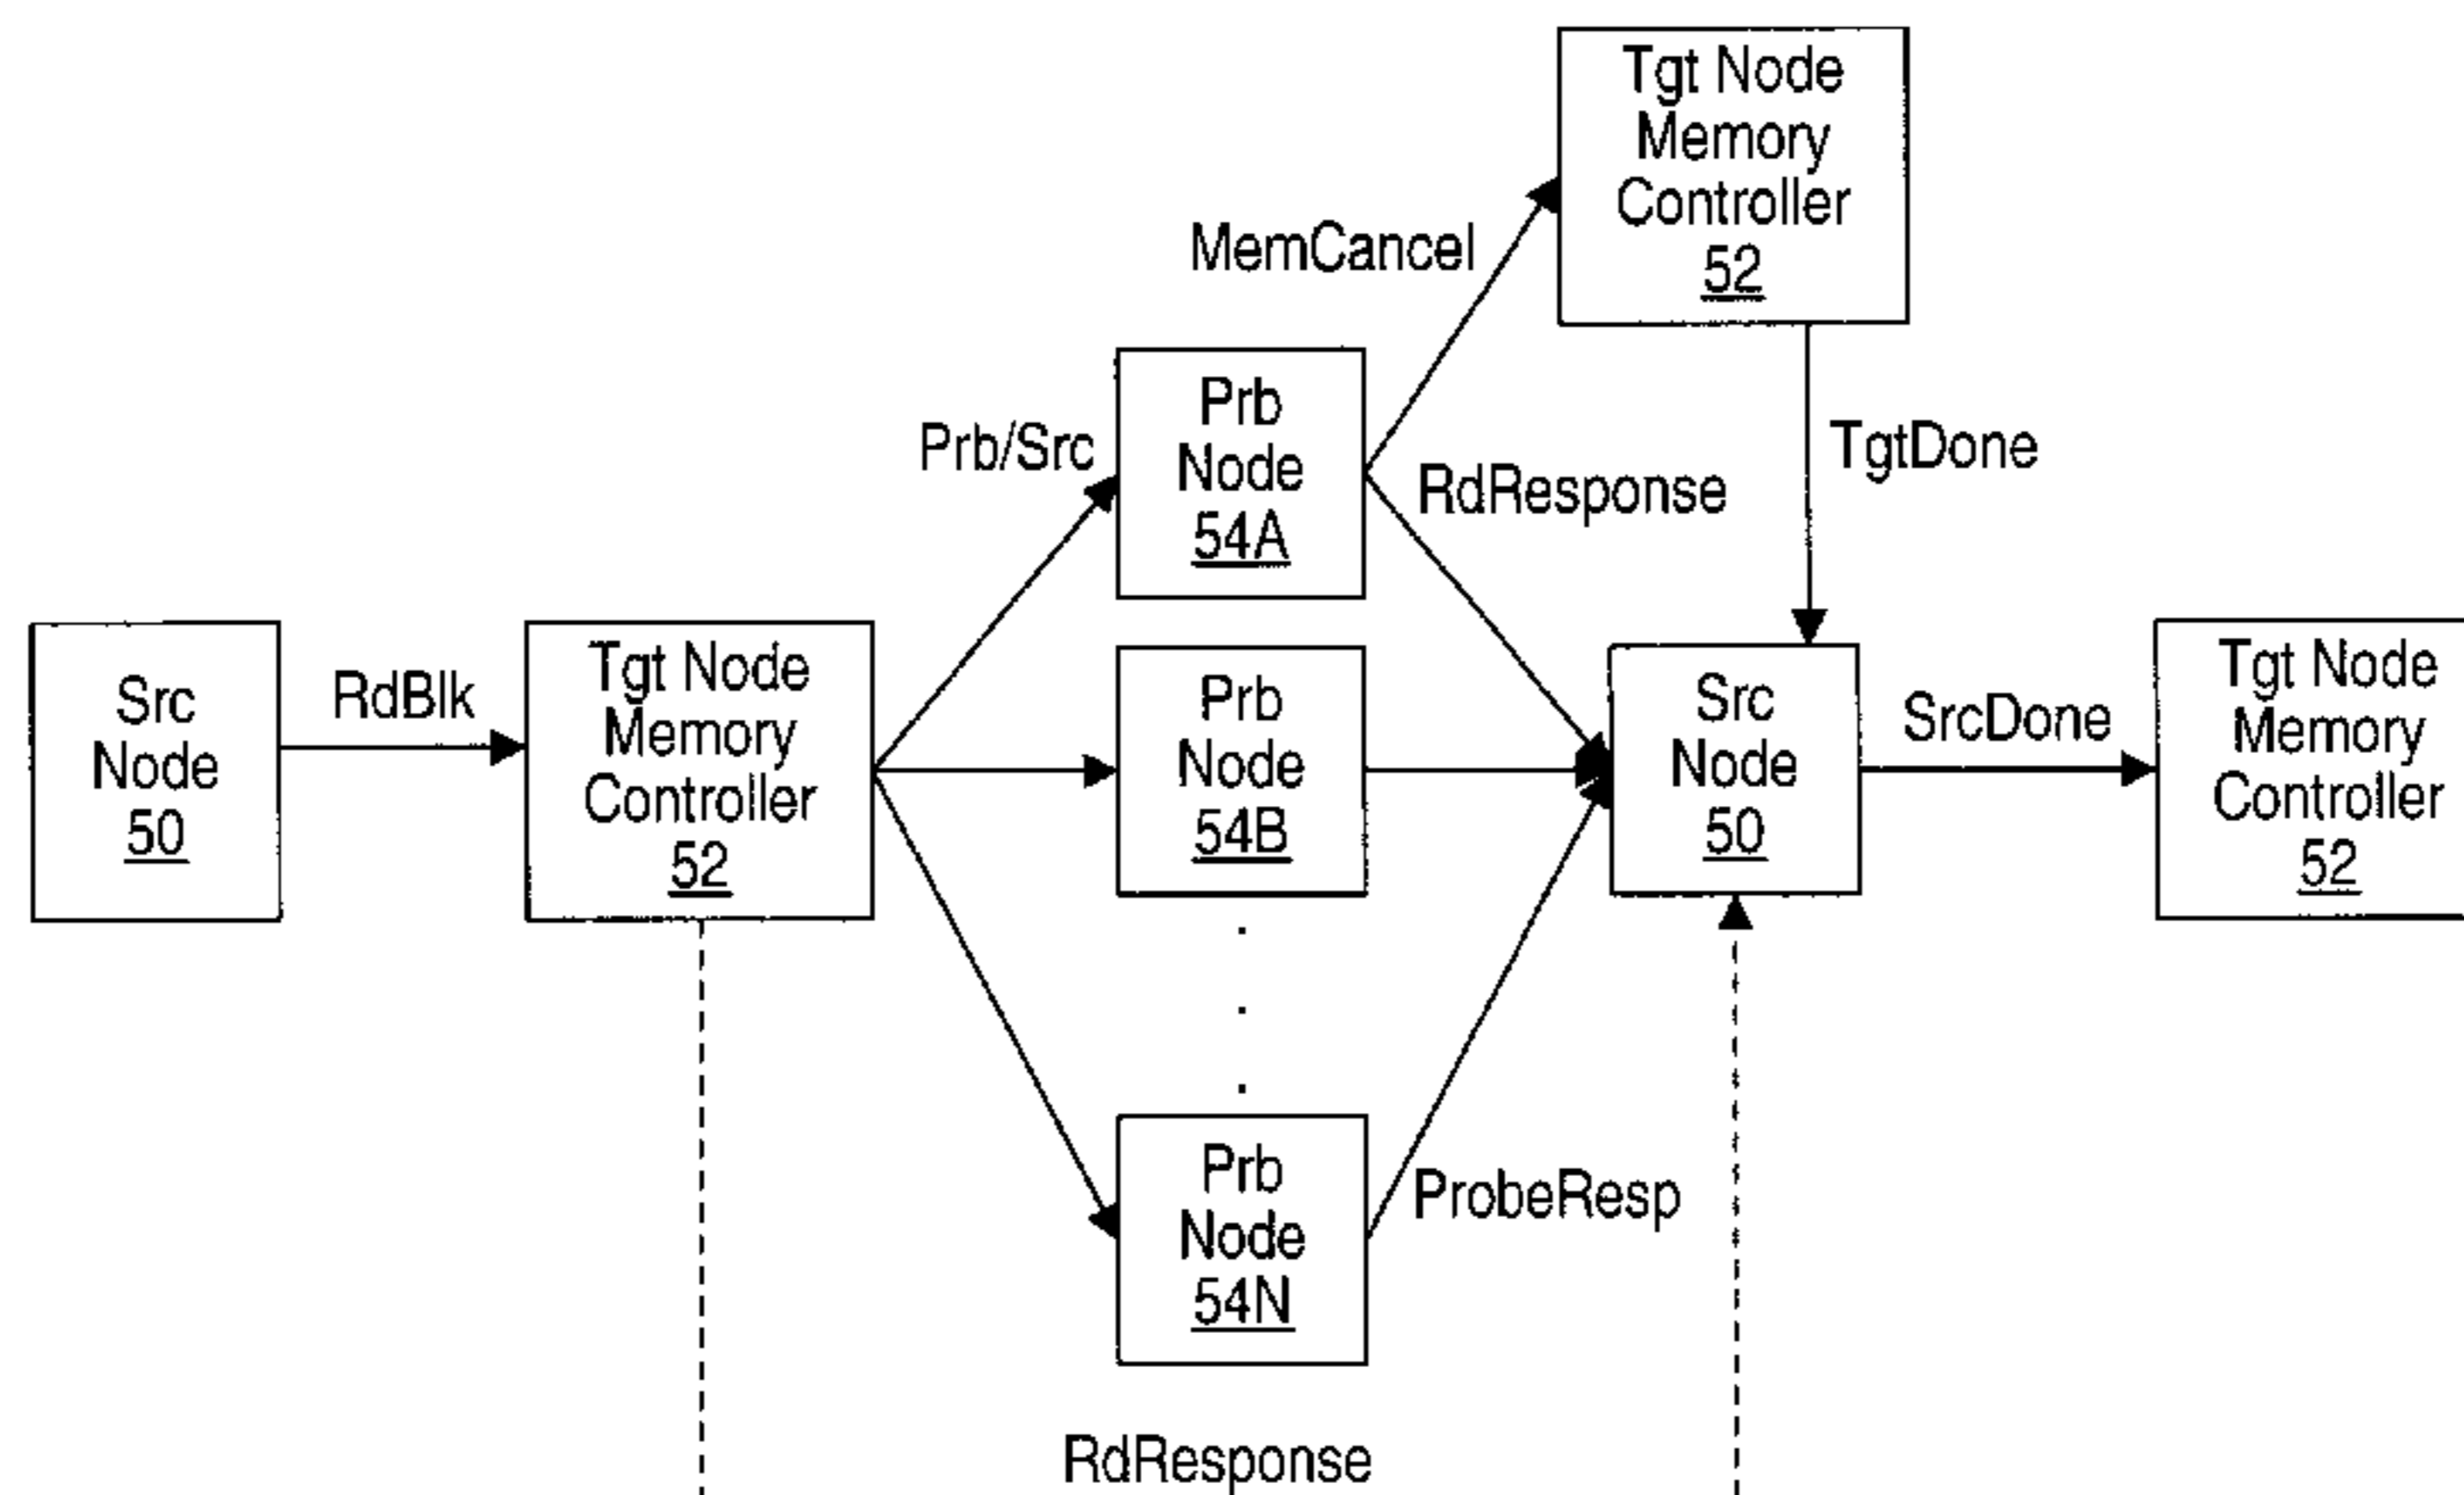 Tgt Node
Memory
Controller
52
MemCancel
Prb
Node
54A
Prb/Src
RdResponse
TgtDone
Src
Node
50
RdBlk
Tgt Node
Memory
Controller
52
Prb
Node
54B
Src
Node
50
SrcDone
Tgt Node
Memory
Controller
52
Prb
Node
54N
ProbeResp
RdResponse